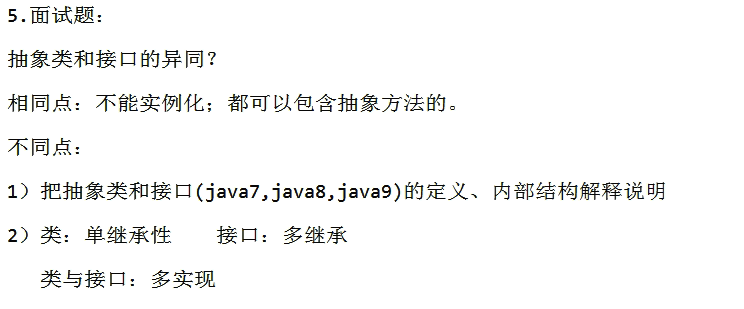 5.面试题：
抽象类和接口的异同？
相同点：不能实例化；都可以包含抽象方法的。
不同点：
1）把抽象类和接口(java7,java8,java9)的定义、内部结构解释说明
2）类：单继承性    接口：多继承
类与接口：多实现